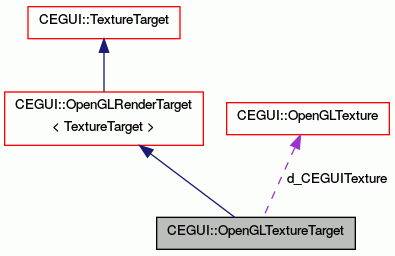 CEGUI::TextureTarget
CEGUI::OpenGLRenderTarget
< TextureTarget >
CEGUI::OpenGLTexture
d_CEGUITexture
CEGUI::OpenGLTextureTarget